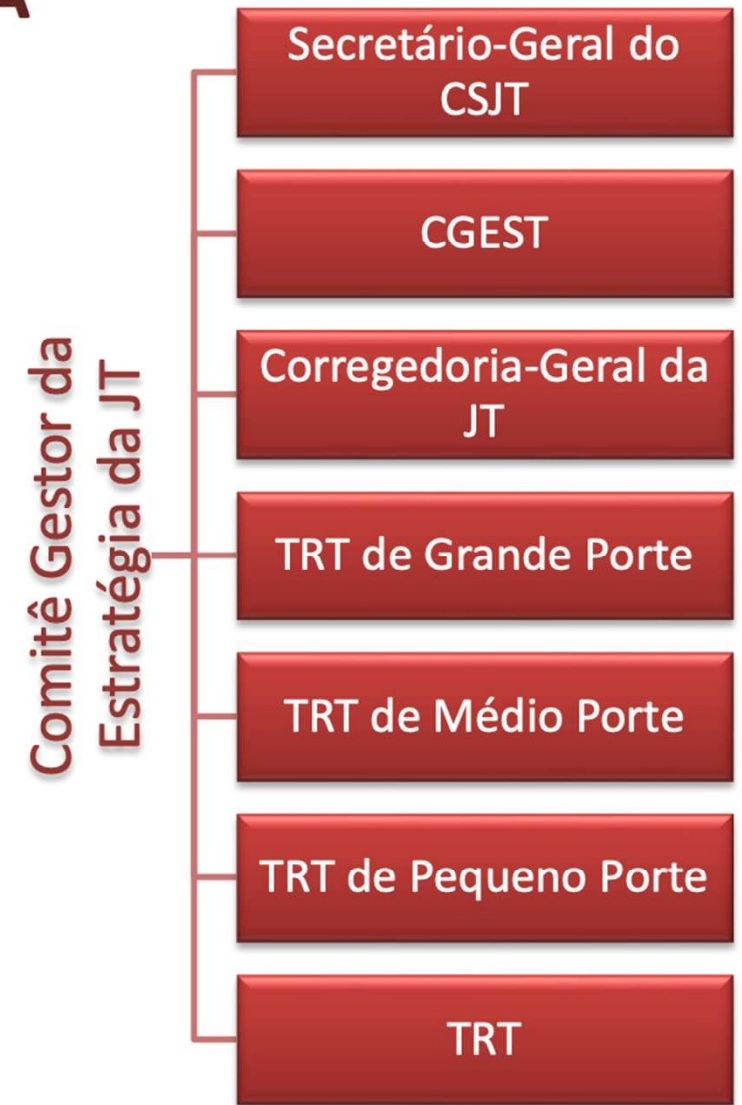 Comitê Gestor da
Estratégia da JT
Secretário-Geral do
CSJT
CGEST
Corregedoria-Geral da
JT
TRT de Grande Porte
TRT de Médio Porte
TRT de Pequeno Porte
TRT